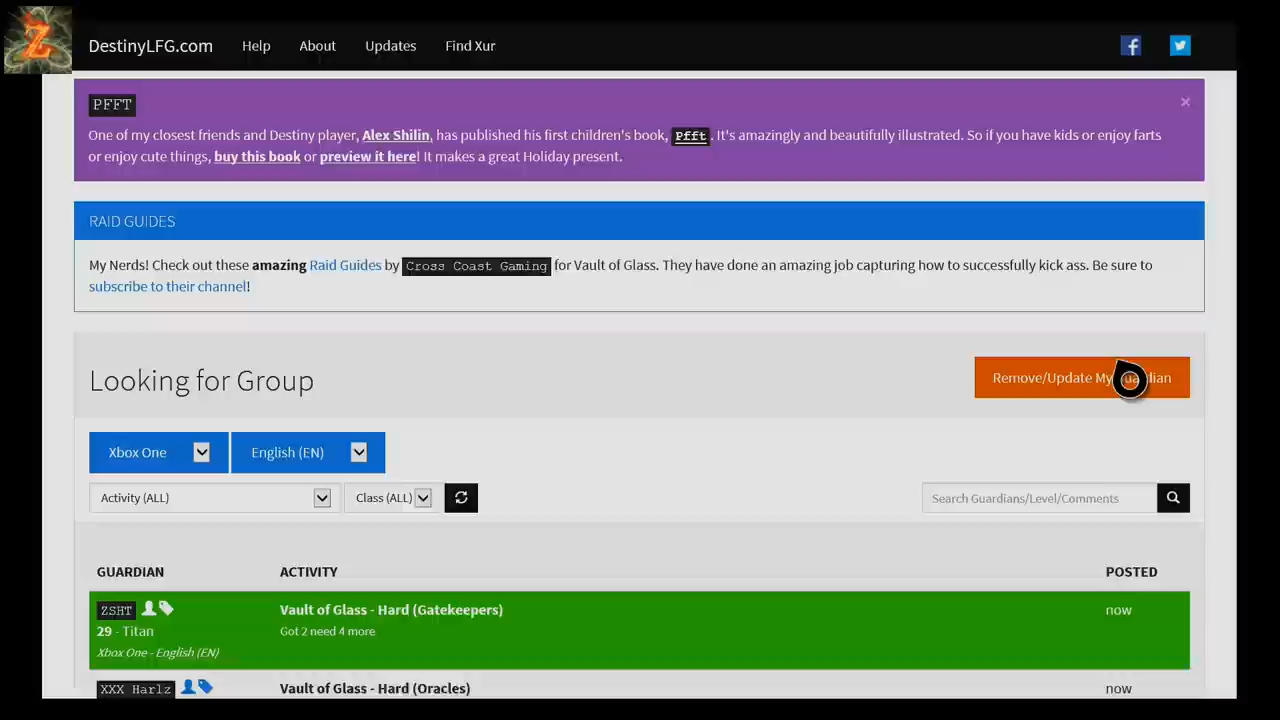 Z
DestinyLFG.com Help About Updates Find Xur
PFFT ×
One of my closest friends and Destiny player, Alex Shilin, has published his first children's book, Pfft. It's amazingly and beautifully illustrated. So if you have kids or enjoy farts
or enjoy cute things, buy this book or preview it here! It makes a great Holiday present.
RAID GUIDES
My Nerds! Check out these amazing Raid Guides by Cross Coast Gaming for Vault of Glass. They have done an amazing job capturing how to successfully kick ass. Be sure to
subscribe to their channel!
Looking for Group Remove/Update My Guardian
Xbox One English (EN)
Activity (ALL) Class (ALL) Search Guardians/Level/Comments
GUARDIAN ACTIVITY POSTED
ZSHT Vault of Glass - Hard (Gatekeepers) now
29 - Titan Got 2 need 4 more
Xbox One - English (EN)
XXX Harlz Vault of Glass - Hard (Oracles) now